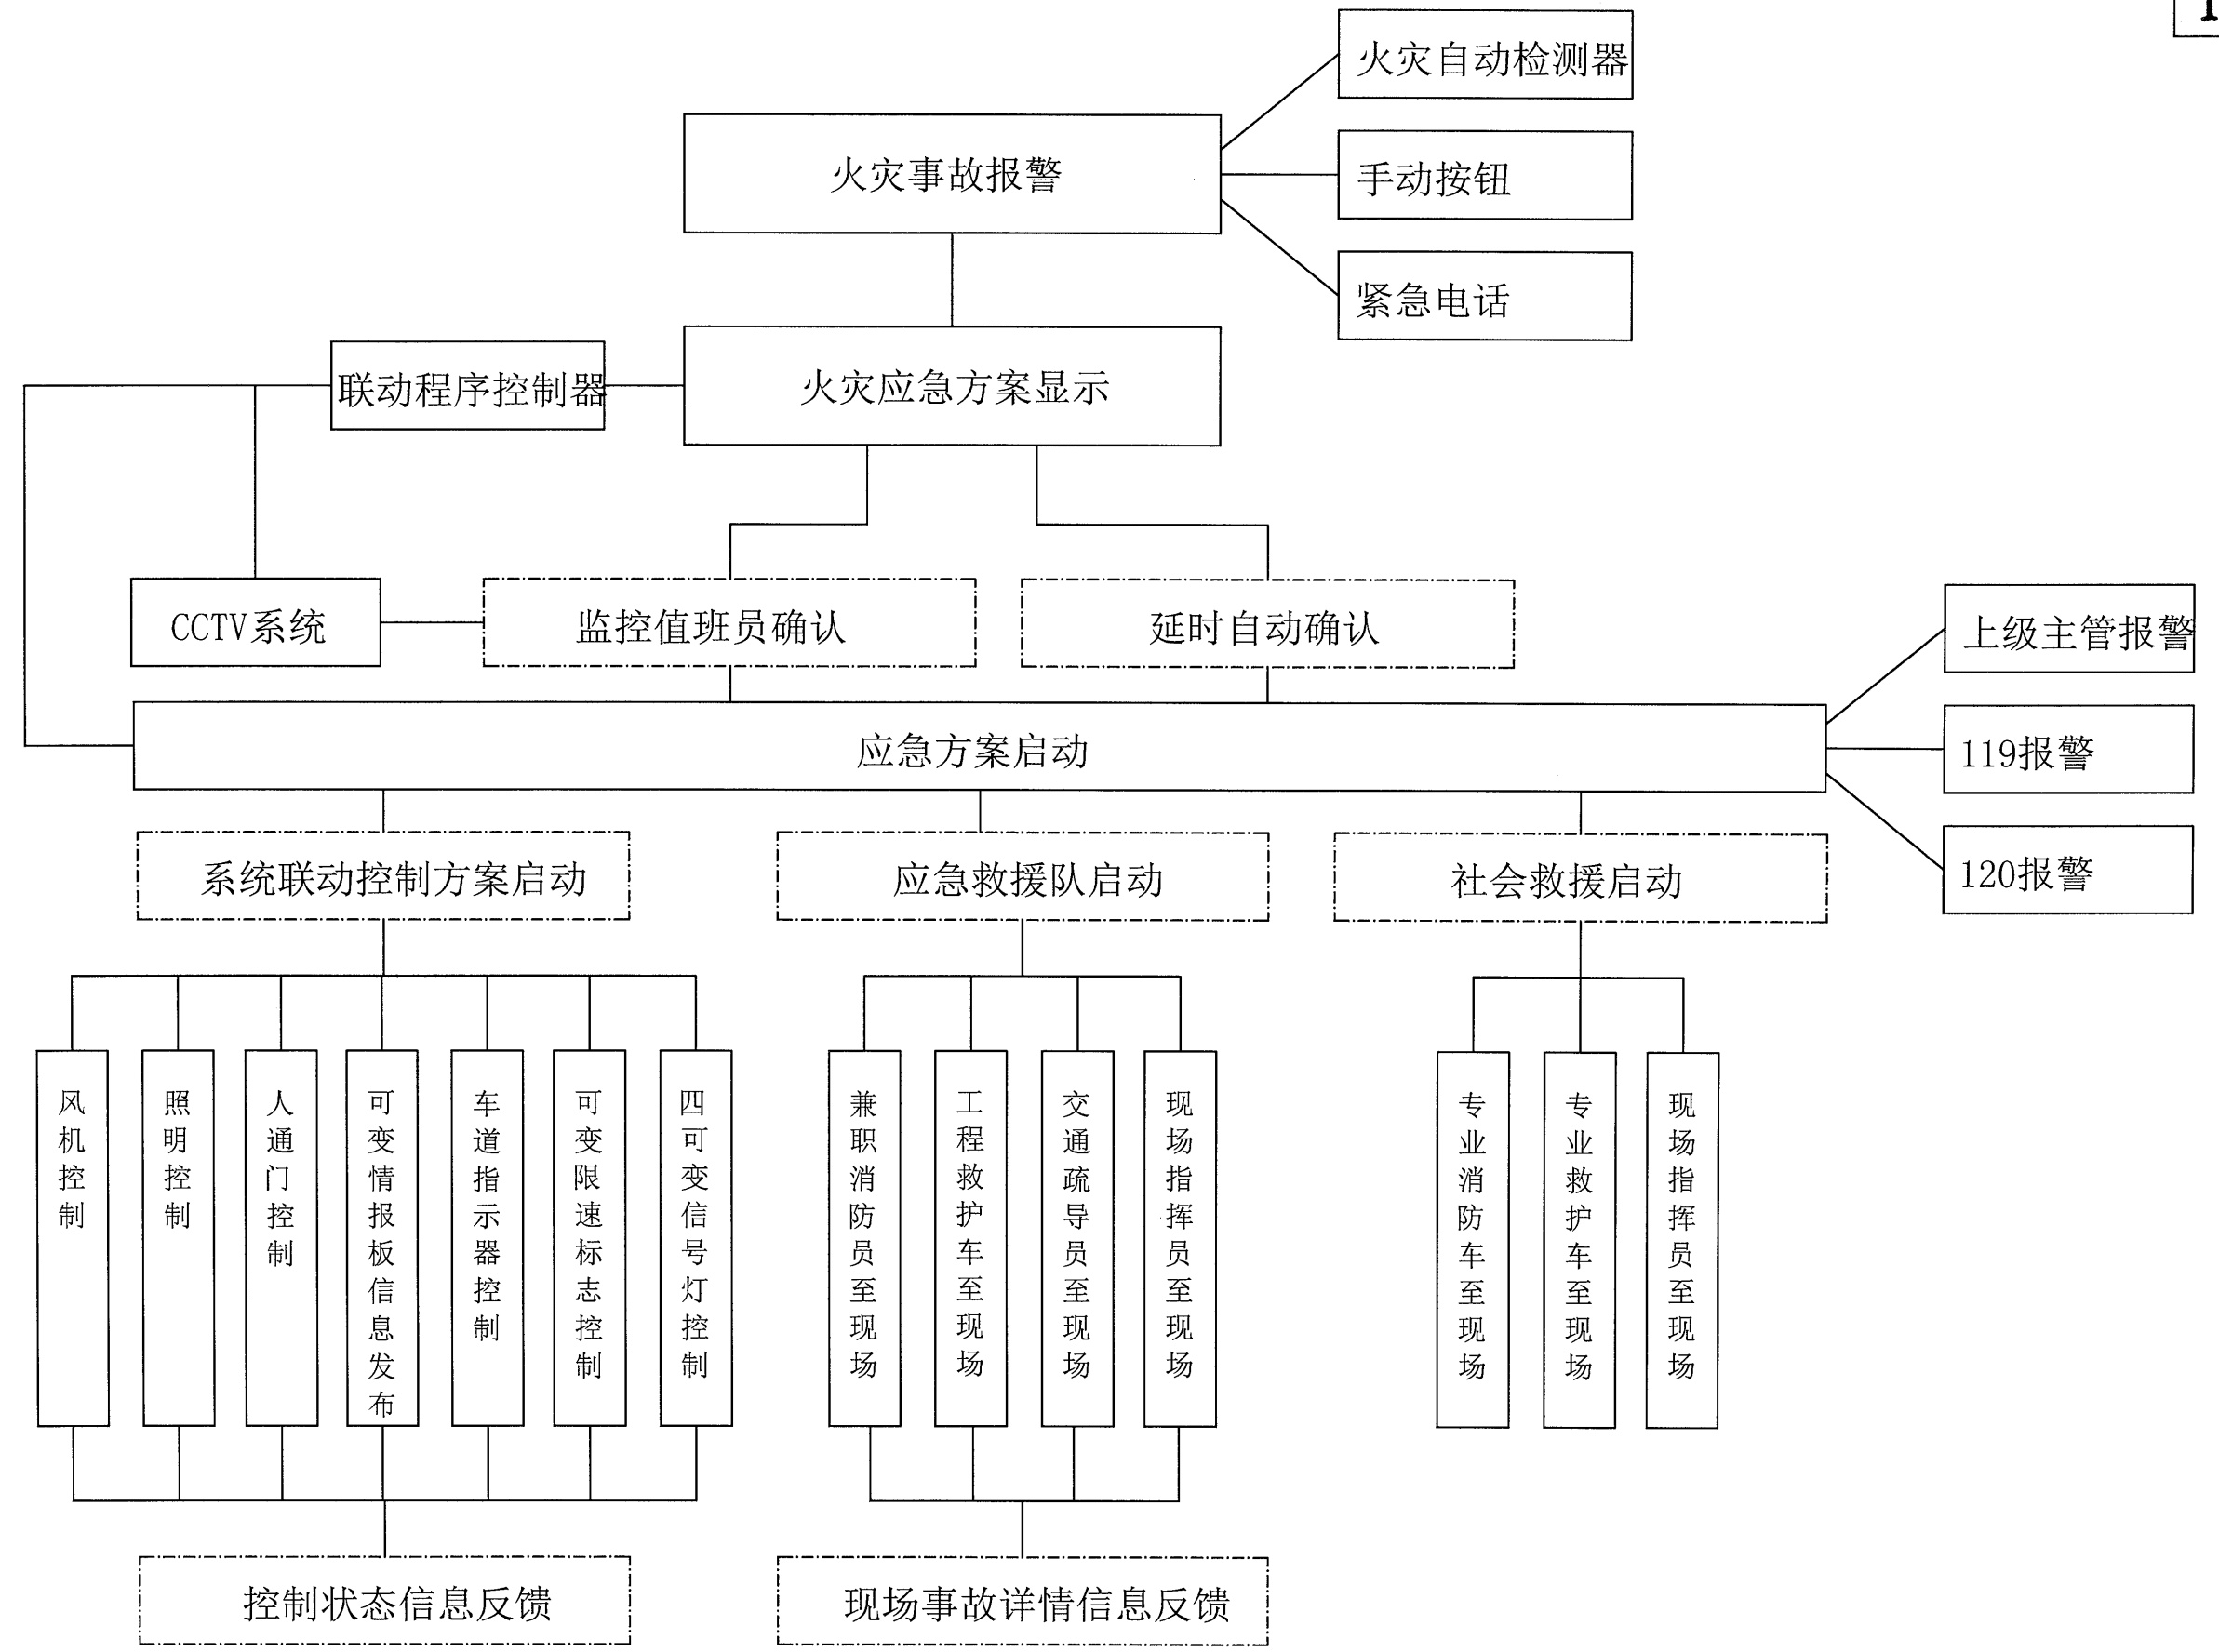 火灾自动检测器
火灾事故报警
手动按钮
紧急电话
联动程序控制器
火灾应急方案显示
CCTV系统
监控值班员确认
延时自动确认
上级主管报警
应急方案启动
119报警
120报警
系统联动控制方案启动
应急救援队启动
社会救援启动
风机控制
照明控制
人通门控制
可变情报板信息发布
车道指示器控制
可变限速标志控制
四可变信号灯控制
兼职消防员至现场
工程救护车至现场
交通疏导员至现场
现场指挥员至现场
专业消防车至现场
专业救护车至现场
现场指挥员至现场
控制状态信息反馈
现场事故详情信息反馈